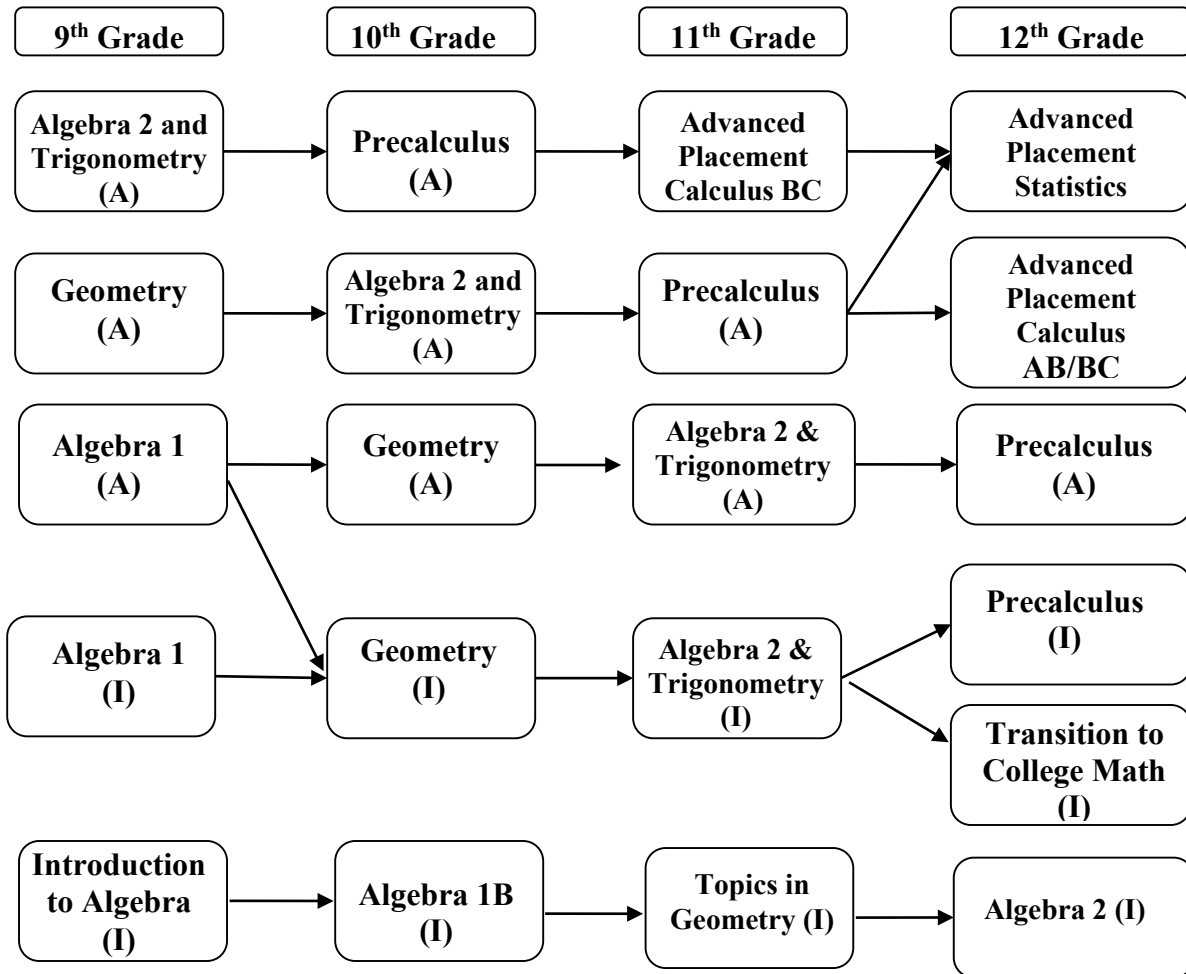 9th Grade
10th Grade
11th Grade
12th Grade
Algebra 2 and
Trigonometry
(A)
Precalculus
(A)
Advanced
Placement
Calculus BC
Advanced
Placement
Statistics
Geometry
(A)
Algebra 2 and
Trigonometry
(A)
Precalculus
(A)
Advanced
Placement
Calculus
AB/BC
Algebra 1
(A)
Geometry
(A)
Algebra 2 &
Trigonometry
(A)
Precalculus
(A)
Algebra 1
(I)
Geometry
(I)
Algebra 2 &
Trigonometry
(I)
Precalculus
(I)
Transition to
College Math
(I)
Introduction
to Algebra
(I)
Algebra 1B
(I)
Topics in
Geometry (I)
Algebra 2 (I)